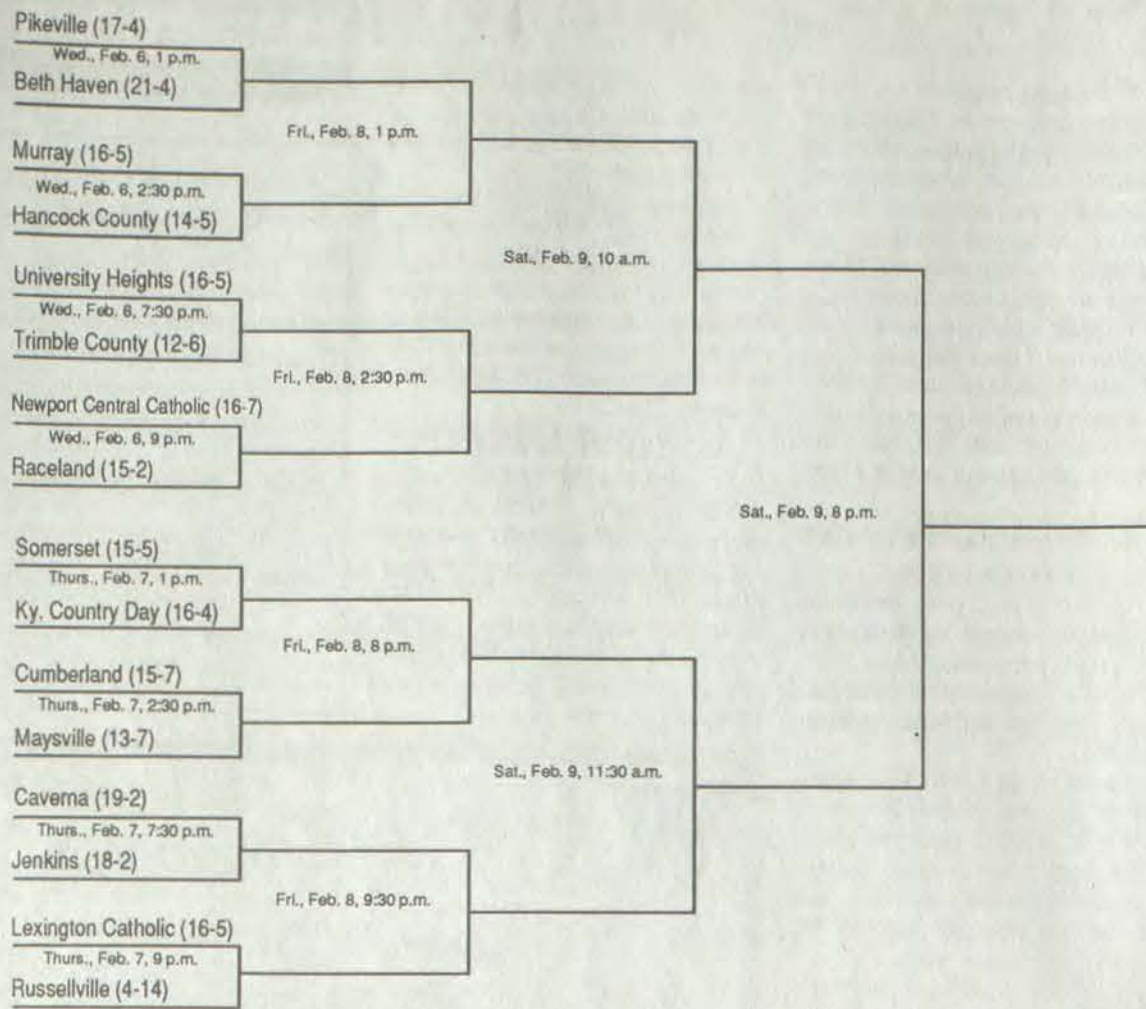 Pikeville (17-4)
Wed., Feb. 6, 1 p.m.
Beth Haven (21-4)
Fri., Feb. 8, 1 p.m.
Murray (16-5)
Wed., Feb. 6, 2:30 p.m.
Hancock County (14-5)
Sat., Feb. 9, 10 a.m.
University Heights (16-5)
Wed., Feb. 6, 7:30 p.m.
Trimble County (12-6)
Fri., Feb. 8, 2:30 p.m.
Newport Central Catholic (16-7)
Wed., Feb. 6, 9 p.m.
Raceland (15-2)
Sat., Feb. 9, 8 p.m.
Somerset (15-5)
Thurs., Feb. 7, 1 p.m.
Ky. Country Day (16-4)
Fri., Feb. 8, 8 p.m.
Cumberland (15-7)
Thurs., Feb. 7, 2:30 p.m.
Maysville (13-7)
Sat., Feb. 9, 11:30 a.m.
Caverna (19-2)
Thurs., Feb. 7, 7:30 p.m.
Jenkins (18-2)
Fri., Feb. 8, 9:30 p.m.
Lexington Catholic (16-5)
Thurs., Feb. 7, 9 p.m.
Russellville (4-14)